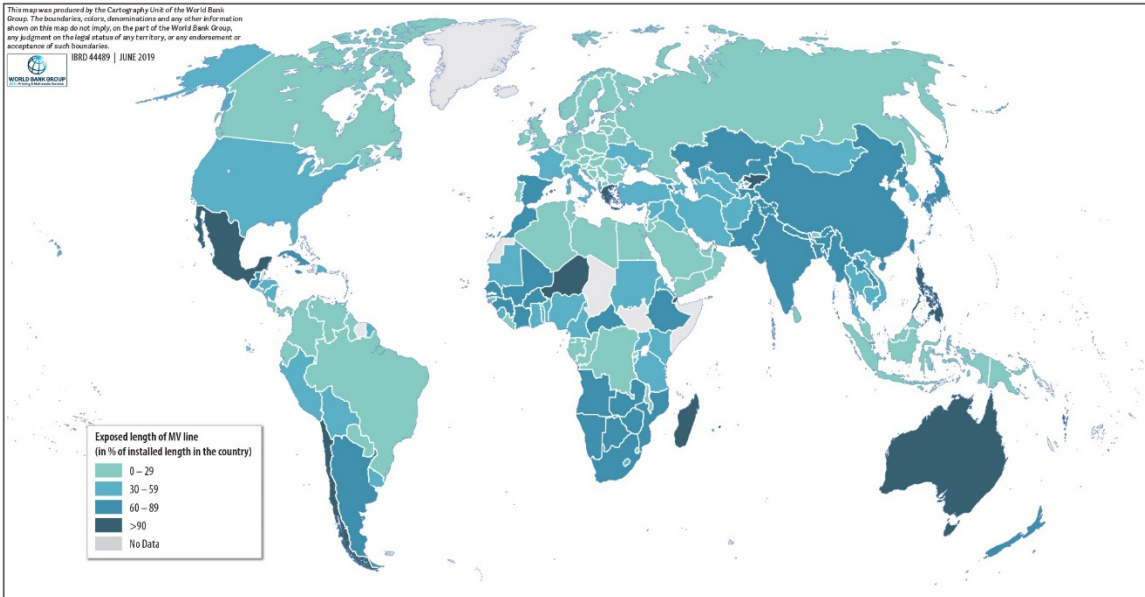 This map was produced by the Cartography Unit of the World Bank
Group. The boundaries, colors, denominations and any other information
shown on this map do not imply, on the part of the World Bank Group,
any judgment on the legal status of any territory, or any endorsement or
acceptance of such boundaries.
IBRD 44489 | JUNE 2019
WORLD BANK GROUP
Exposed length of MV line
(in % of installed length in the country)
0 – 29
30 – 59
60 – 89
>90
No Data